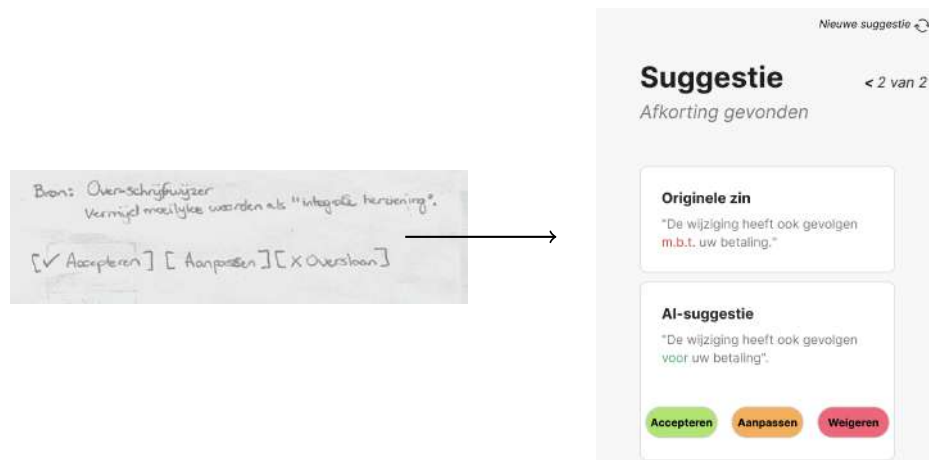 Bron: Over-schrijfwijzer
Vermijd moeilijke woorden als "integrale herziening".
[✓ Accepteren] [ Aanpassen] [X Overslaan]
Nieuwe suggestie
Suggestie
< 2 van 2
Afkorting gevonden
Originele zin
"De wijziging heeft ook gevolgen
m.b.t. uw betaling."
AI-suggestie
"De wijziging heeft ook gevolgen
voor uw betaling".
Accepteren
Aanpassen
Weigeren